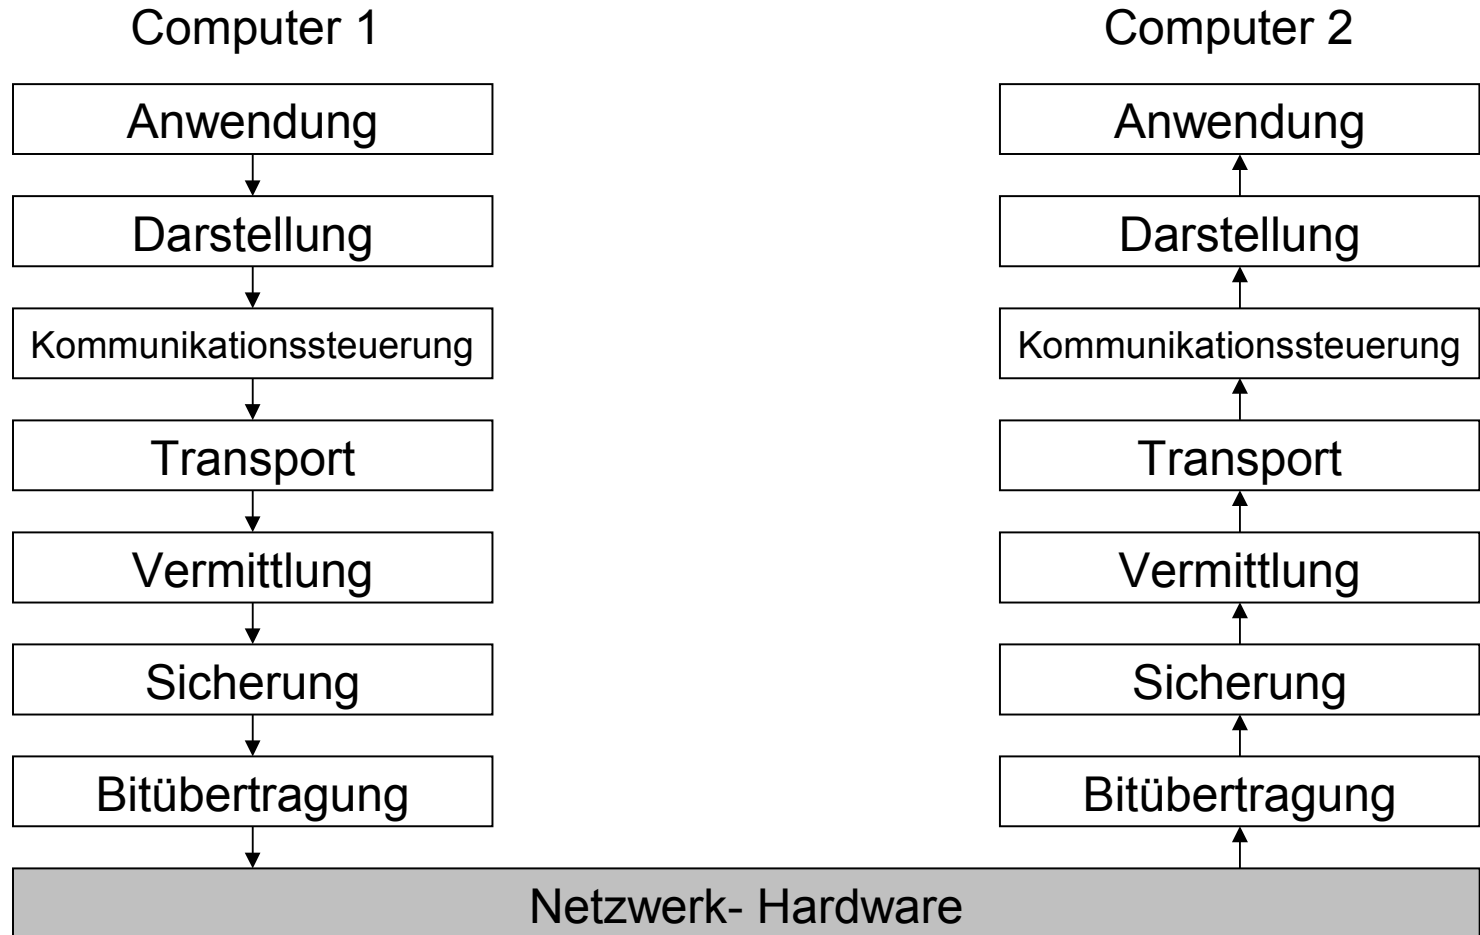 Computer 1
Computer 2
Anwendung
Anwendung
Darstellung
Darstellung
Kommunikationssteuerung
Kommunikationssteuerung
Transport
Transport
Vermittlung
Vermittlung
Sicherung
Sicherung
Bitübertragung
Bitübertragung
Netzwerk- Hardware